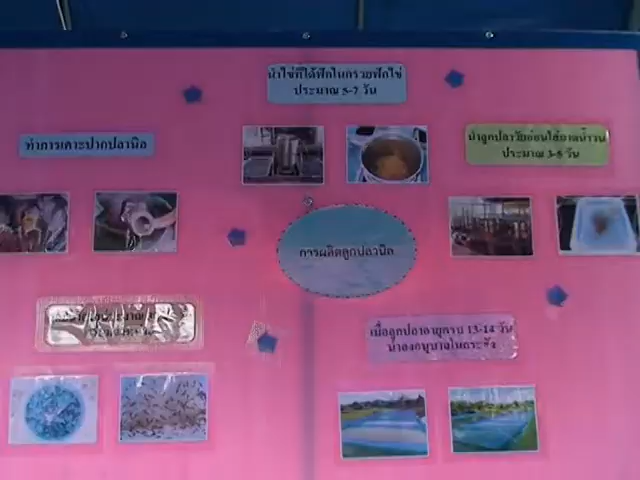 นำไข่ที่ได้ฟักในกรวยฟักไข่
ประมาณ 5-7 วัน
ทำการเคาะปากปลานิล
นำลูกปลาวัยอ่อนใส่ถาดน้ำวน
ประมาณ 3-5 วัน
การผลิตลูกปลานิล
เมื่อลูกปลาอายุครบ 13-14 วัน
นำลงอนุบาลในกระชัง